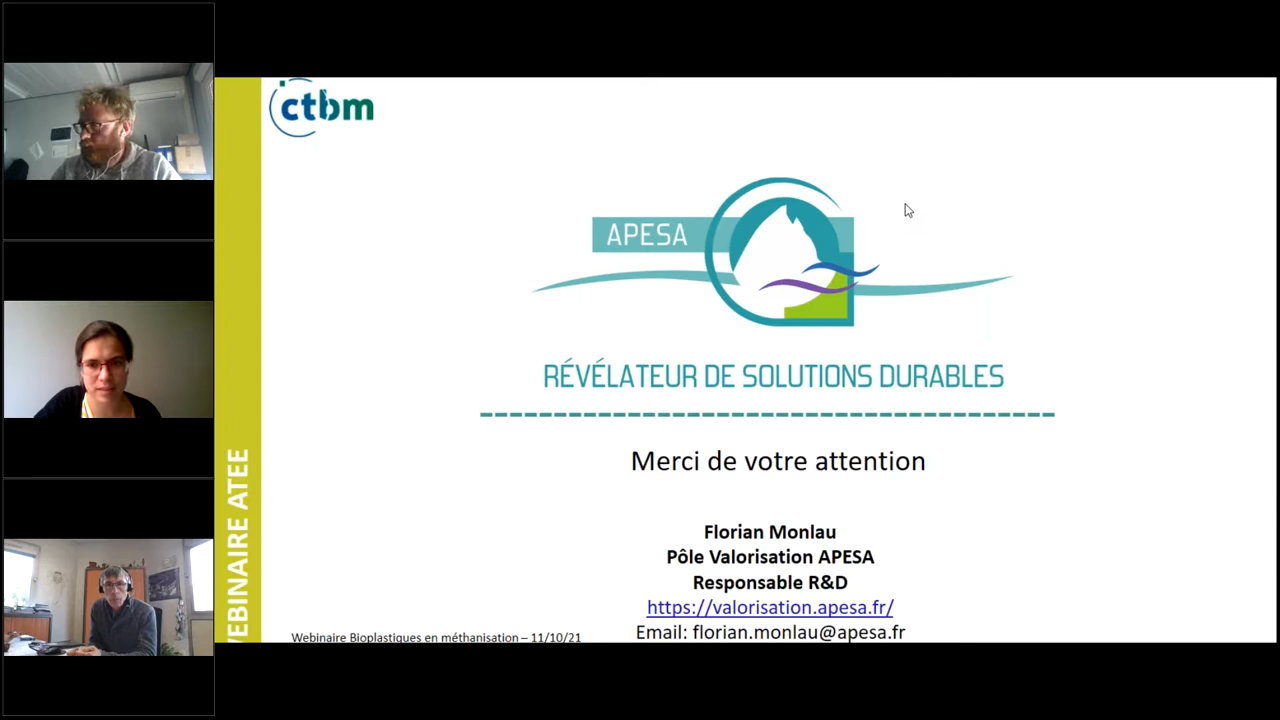 ctbm
APESA
RÉVÉLATEUR DE SOLUTIONS DURABLES
Merci de votre attention
Florian Monlau
Pôle Valorisation APESA
Responsable R&D
https://valorisation.apesa.fr/
Email: florian.monlau@apesa.fr
Webinaire Bioplastiques en méthanisation – 11/10/21
WEBINAIRE ATEE